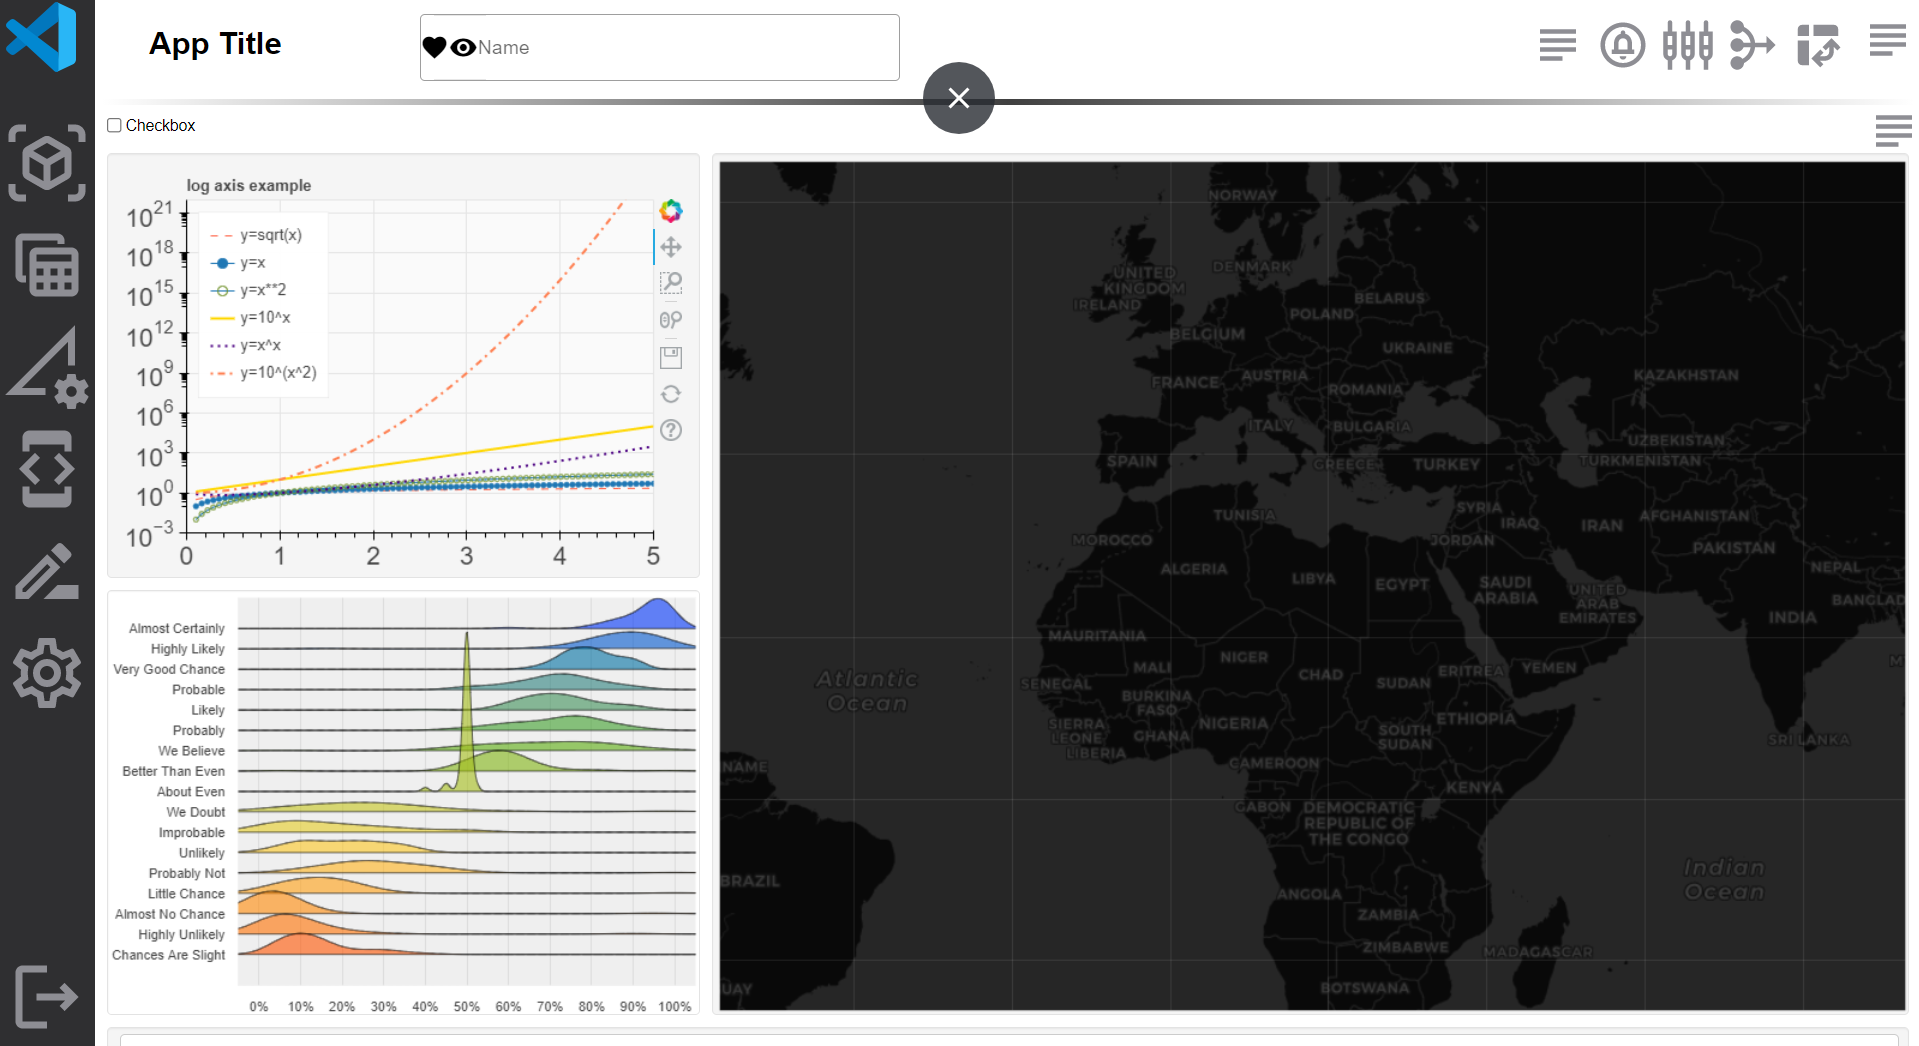 App Title
Name
Checkbox
log axis example
10^21
10^18
10^15
10^12
10^9
10^6
10^3
10^0
10^−3
y=sqrt(x)
y=x
y=x**2
y=10^x
y=x^x
y=10^(x^2)
0 1 2 3 4 5
Almost Certainly
Highly Likely
Very Good Chance
Probable
Likely
Probably
We Believe
Better Than Even
About Even
We Doubt
Improbable
Unlikely
Probably Not
Little Chance
Almost No Chance
Highly Unlikely
Chances Are Slight
0% 10% 20% 30% 40% 50% 60% 70% 80% 90% 100%
NORWAY
UNITED
KINGDOM
DENMARK
IRELAND
BELARUS
POLAND
BELGIUM
UKRAINE
FRANCE
AUSTRIA
ROMANIA
KAZAKHSTAN
ITALY
BULGARIA
UZBEKISTAN
SPAIN
GREECE
TURKEY
TURKMENISTAN
TUNISIA
SYRIA
IRAQ
IRAN
AFGHANISTAN
MOROCCO
JORDAN
PAKISTAN
ALGERIA
LIBYA
EGYPT
SAUDI
ARABIA
UNITED
ARAB
EMIRATES
NEPAL
BANGLAD
INDIA
MAURITANIA
MALI
NIGER
CHAD
SUDAN
ERITREA
YEMEN
M
Atlantic
Ocean
SENEGAL
BURKINA
FASO
NIGERIA
ETHIOPIA
SIERRA
LEONE
GHANA
SOUTH
SUDAN
LIBERIA
SRI LANKA
NAME
CAMEROON
KENYA
GABON
DEMOCRATIC
REPUBLIC OF
THE CONGO
BRAZIL
Indian
Ocean
ANGOLA
ZAMBIA
ZIMBABWE
MADAGASCAR
UAY
BOTSWANA